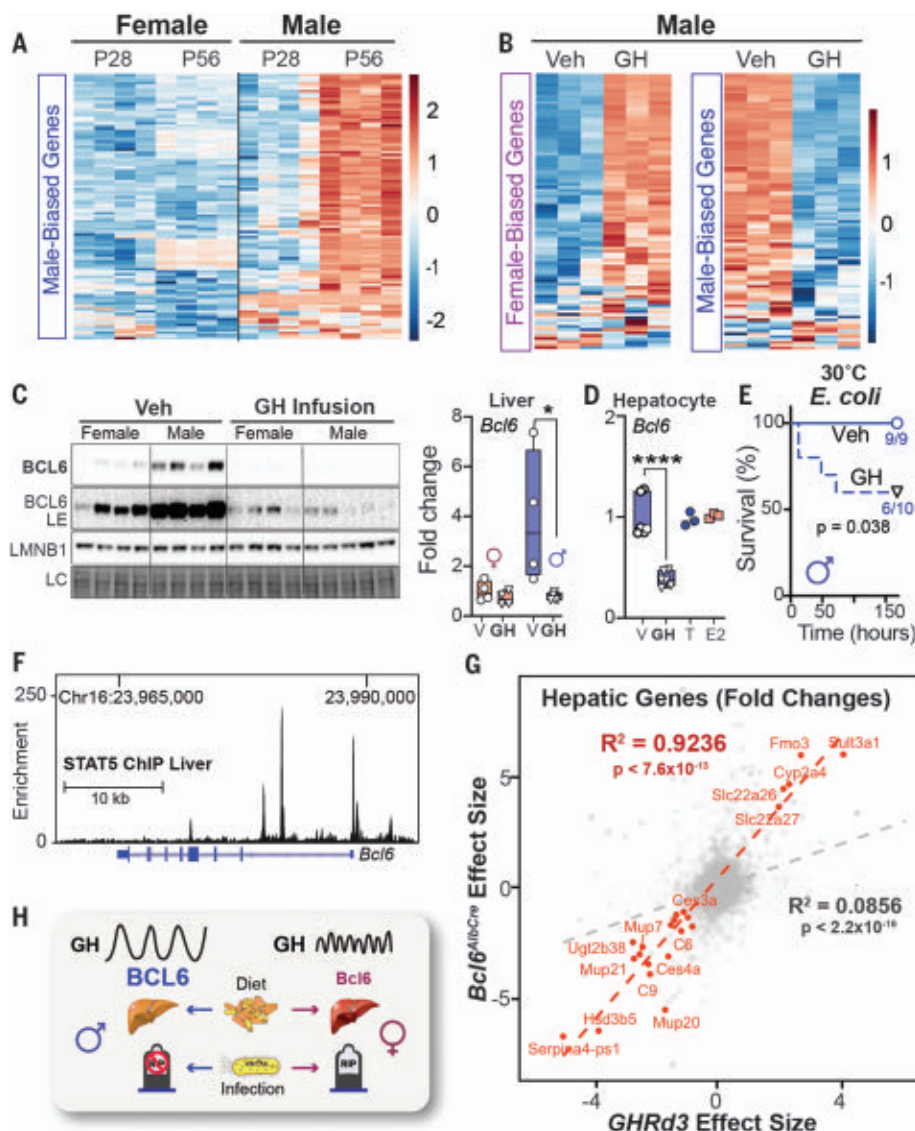 A
Female Male
P28 P56 P28 P56
Male-Biased Genes
2
1
0
-1
-2
B
Male
Veh GH Veh GH
Female-Biased Genes
Male-Biased Genes
1
0
-1
C
Veh GH Infusion
Female Male Female Male
BCL6
BCL6
LE
LMNB1
LC
Liver
Bcl6
*
Fold change
8
6
4
2
0
♀
♂
V GH V GH
D
Hepatocyte
Bcl6
****
2
1
0
V GH T E2
E
30°C
E. coli
Survival (%)
100
50
0
Veh
9/9
GH
6/10
p = 0.038
♂
0 50 150
Time (hours)
F
250
Chr16:23,965,000 23,990,000
Enrichment
STAT5 ChIP Liver
10 kb
0
Bcl6
G
Hepatic Genes (Fold Changes)
R² = 0.9236
p < 7.6x10⁻¹³
Fmo3 Sult3a1
Cyp2a4
Slc22a26
Slc22a27
Ces3a
R² = 0.0856
p < 2.2x10⁻¹⁶
Mup7
Ugt2b38 C6
Mup21 Ces4a
C9
Hsd3b5 Mup20
Serpina4-ps1
5
0
-5
Bcl6AlbCre Effect Size
-4 0 4
GHRd3 Effect Size
H
GH GH
BCL6 Bcl6
Diet
♂ ♀
RIP
Infection